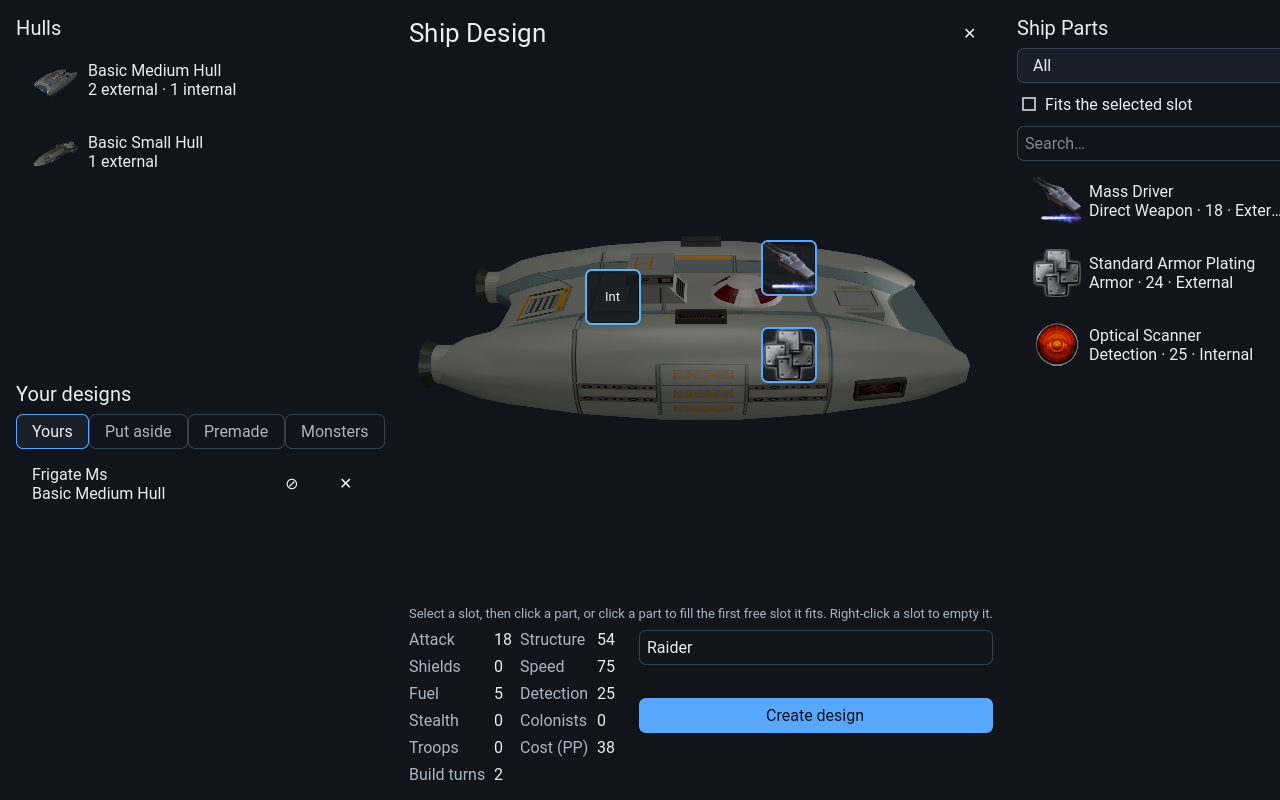 Hulls
Basic Medium Hull
2 external · 1 internal
Basic Small Hull
1 external
Your designs
Yours
Put aside
Premade
Monsters
Frigate Ms
Basic Medium Hull
Ship Design
Int
Select a slot, then click a part, or click a part to fill the first free slot it fits. Right-click a slot to empty it.
Attack 18 Structure 54
Shields 0 Speed 75
Fuel 5 Detection 25
Stealth 0 Colonists 0
Troops 0 Cost (PP) 38
Build turns 2
Raider
Create design
Ship Parts
All
Fits the selected slot
Search…
Mass Driver
Direct Weapon · 18 · Exter…
Standard Armor Plating
Armor · 24 · External
Optical Scanner
Detection · 25 · Internal